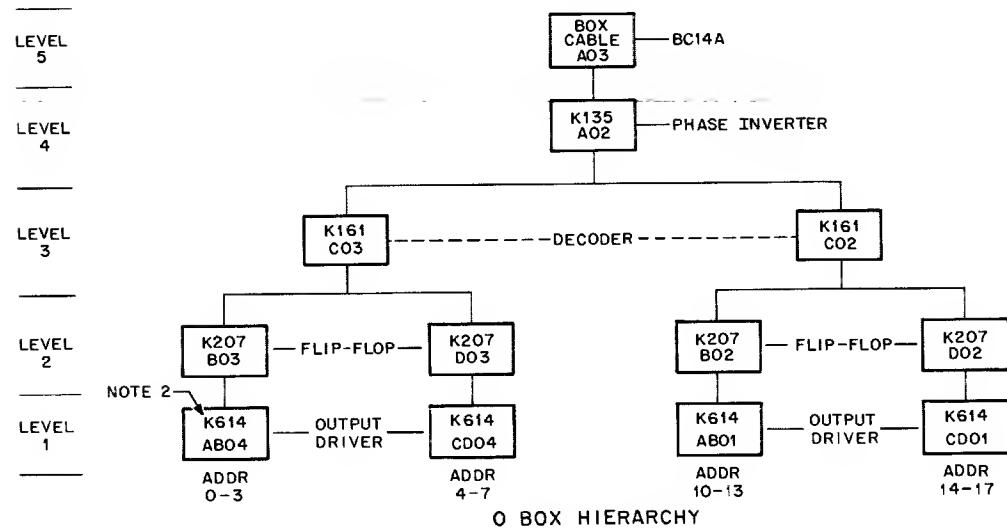 LEVEL
5
BOX
CABLE
A03
BC14A
LEVEL
4
K135
A02
PHASE INVERTER
LEVEL
3
K161
C03
DECODER
K161
C02
LEVEL
2
K207
B03
FLIP-FLOP
K207
D03
K207
B02
FLIP-FLOP
K207
D02
NOTE 2
LEVEL
1
K614
AB04
OUTPUT
DRIVER
K614
CD04
K614
AB01
OUTPUT
DRIVER
K614
CD01
ADDR
0-3
ADDR
4-7
ADDR
10-13
ADDR
14-17
O BOX HIERARCHY